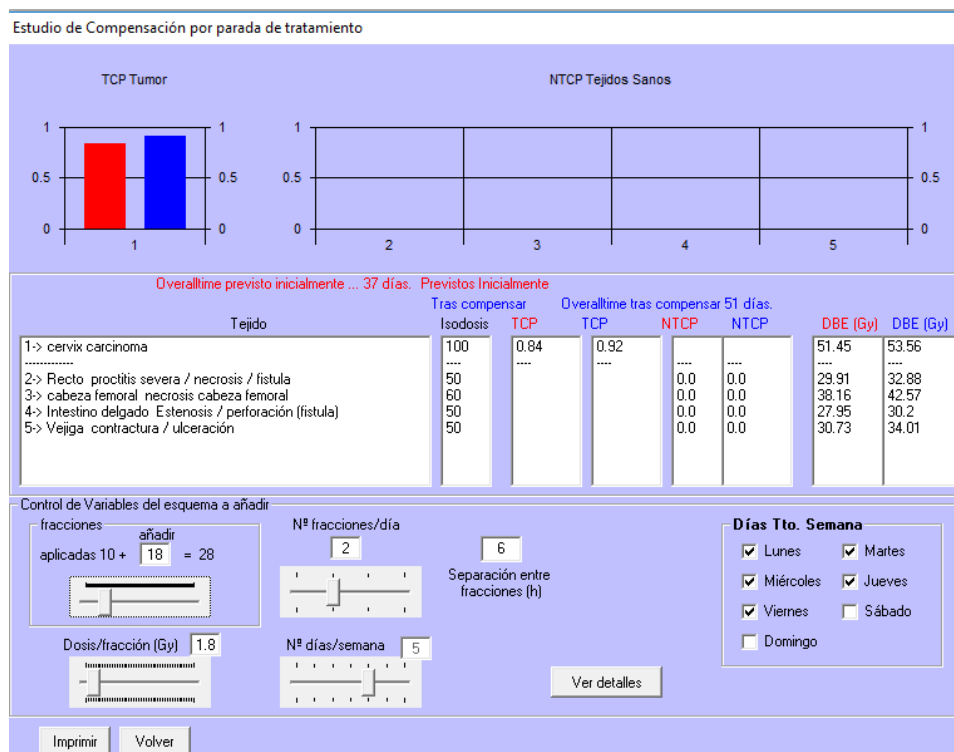 Estudio de Compensación por parada de tratamiento
TCP Tumor
NTCP Tejidos Sanos
1 1 1 1
0.5 0.5 0.5 0.5
0 0 0 0
1 2 3 4 5
Overalltime previsto inicialmente ... 37 días. Previstos Inicialmente
Tras compensar Overalltime tras compensar 51 días.
Tejido Isodosis TCP TCP NTCP NTCP DBE (Gy) DBE (Gy)
1-> cervix carcinoma 100 0.84 0.92 51.45 53.56
------------- ---- ---- ---- ---- ---- ----
2-> Recto proctitis severa / necrosis / fistula 50 0.0 0.0 29.91 32.88
3-> cabeza femoral necrosis cabeza femoral 60 0.0 0.0 38.16 42.57
4-> Intestino delgado Estenosis / perforación (fistula) 50 0.0 0.0 27.95 30.2
5-> Vejiga contractura / ulceración 50 0.0 0.0 30.73 34.01
Control de Variables del esquema a añadir
fracciones
añadir
aplicadas 10 + 18 = 28
Nº fracciones/día
2
6
Separación entre
fracciones (h)
Días Tto. Semana
Lunes Martes
Miércoles Jueves
Viernes Sábado
Domingo
Dosis/fracción (Gy) 1.8
Nº días/semana 5
Ver detalles
Imprimir Volver